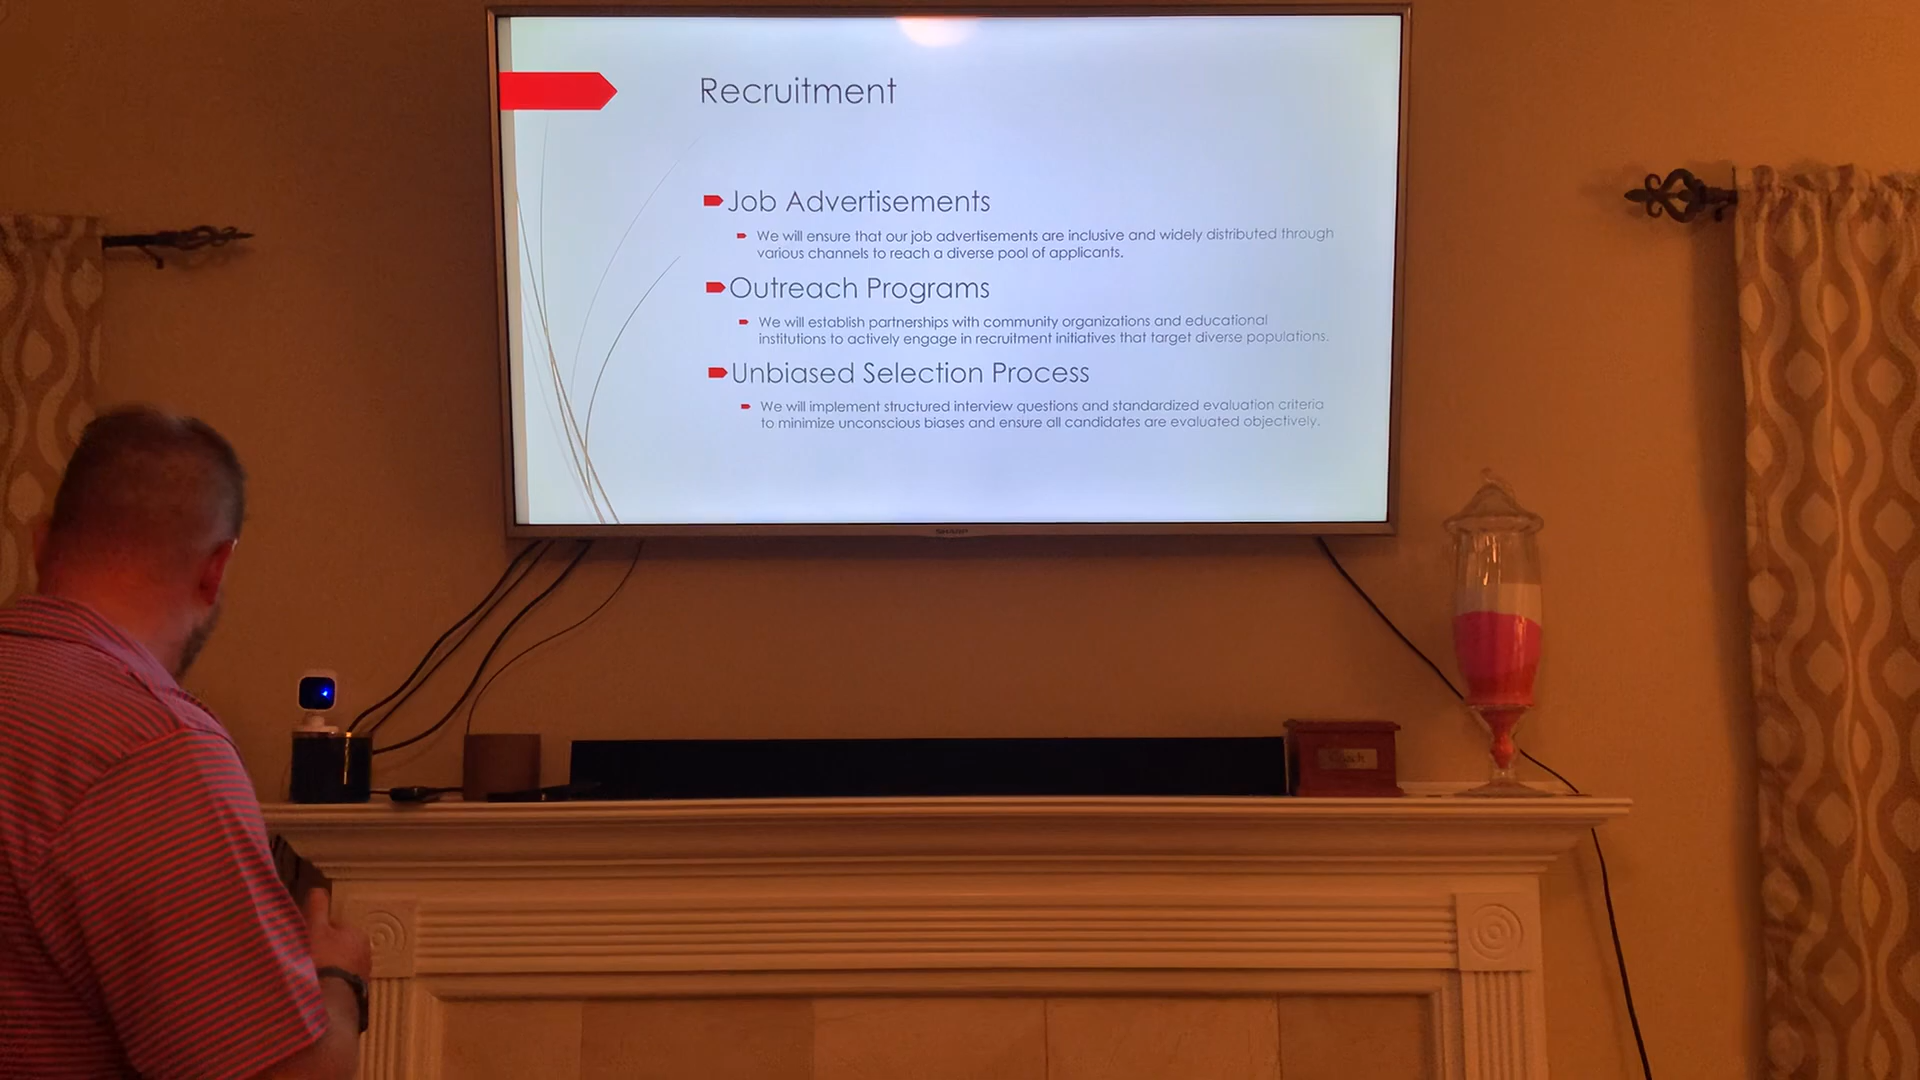 Recruitment
Job Advertisements
We will ensure that our job advertisements are inclusive and widely distributed through
various channels to reach a diverse pool of applicants.
Outreach Programs
We will establish partnerships with community organizations and educational
institutions to actively engage in recruitment initiatives that target diverse populations.
Unbiased Selection Process
We will implement structured interview questions and standardized evaluation criteria
to minimize unconscious biases and ensure all candidates are evaluated objectively.
SHARP